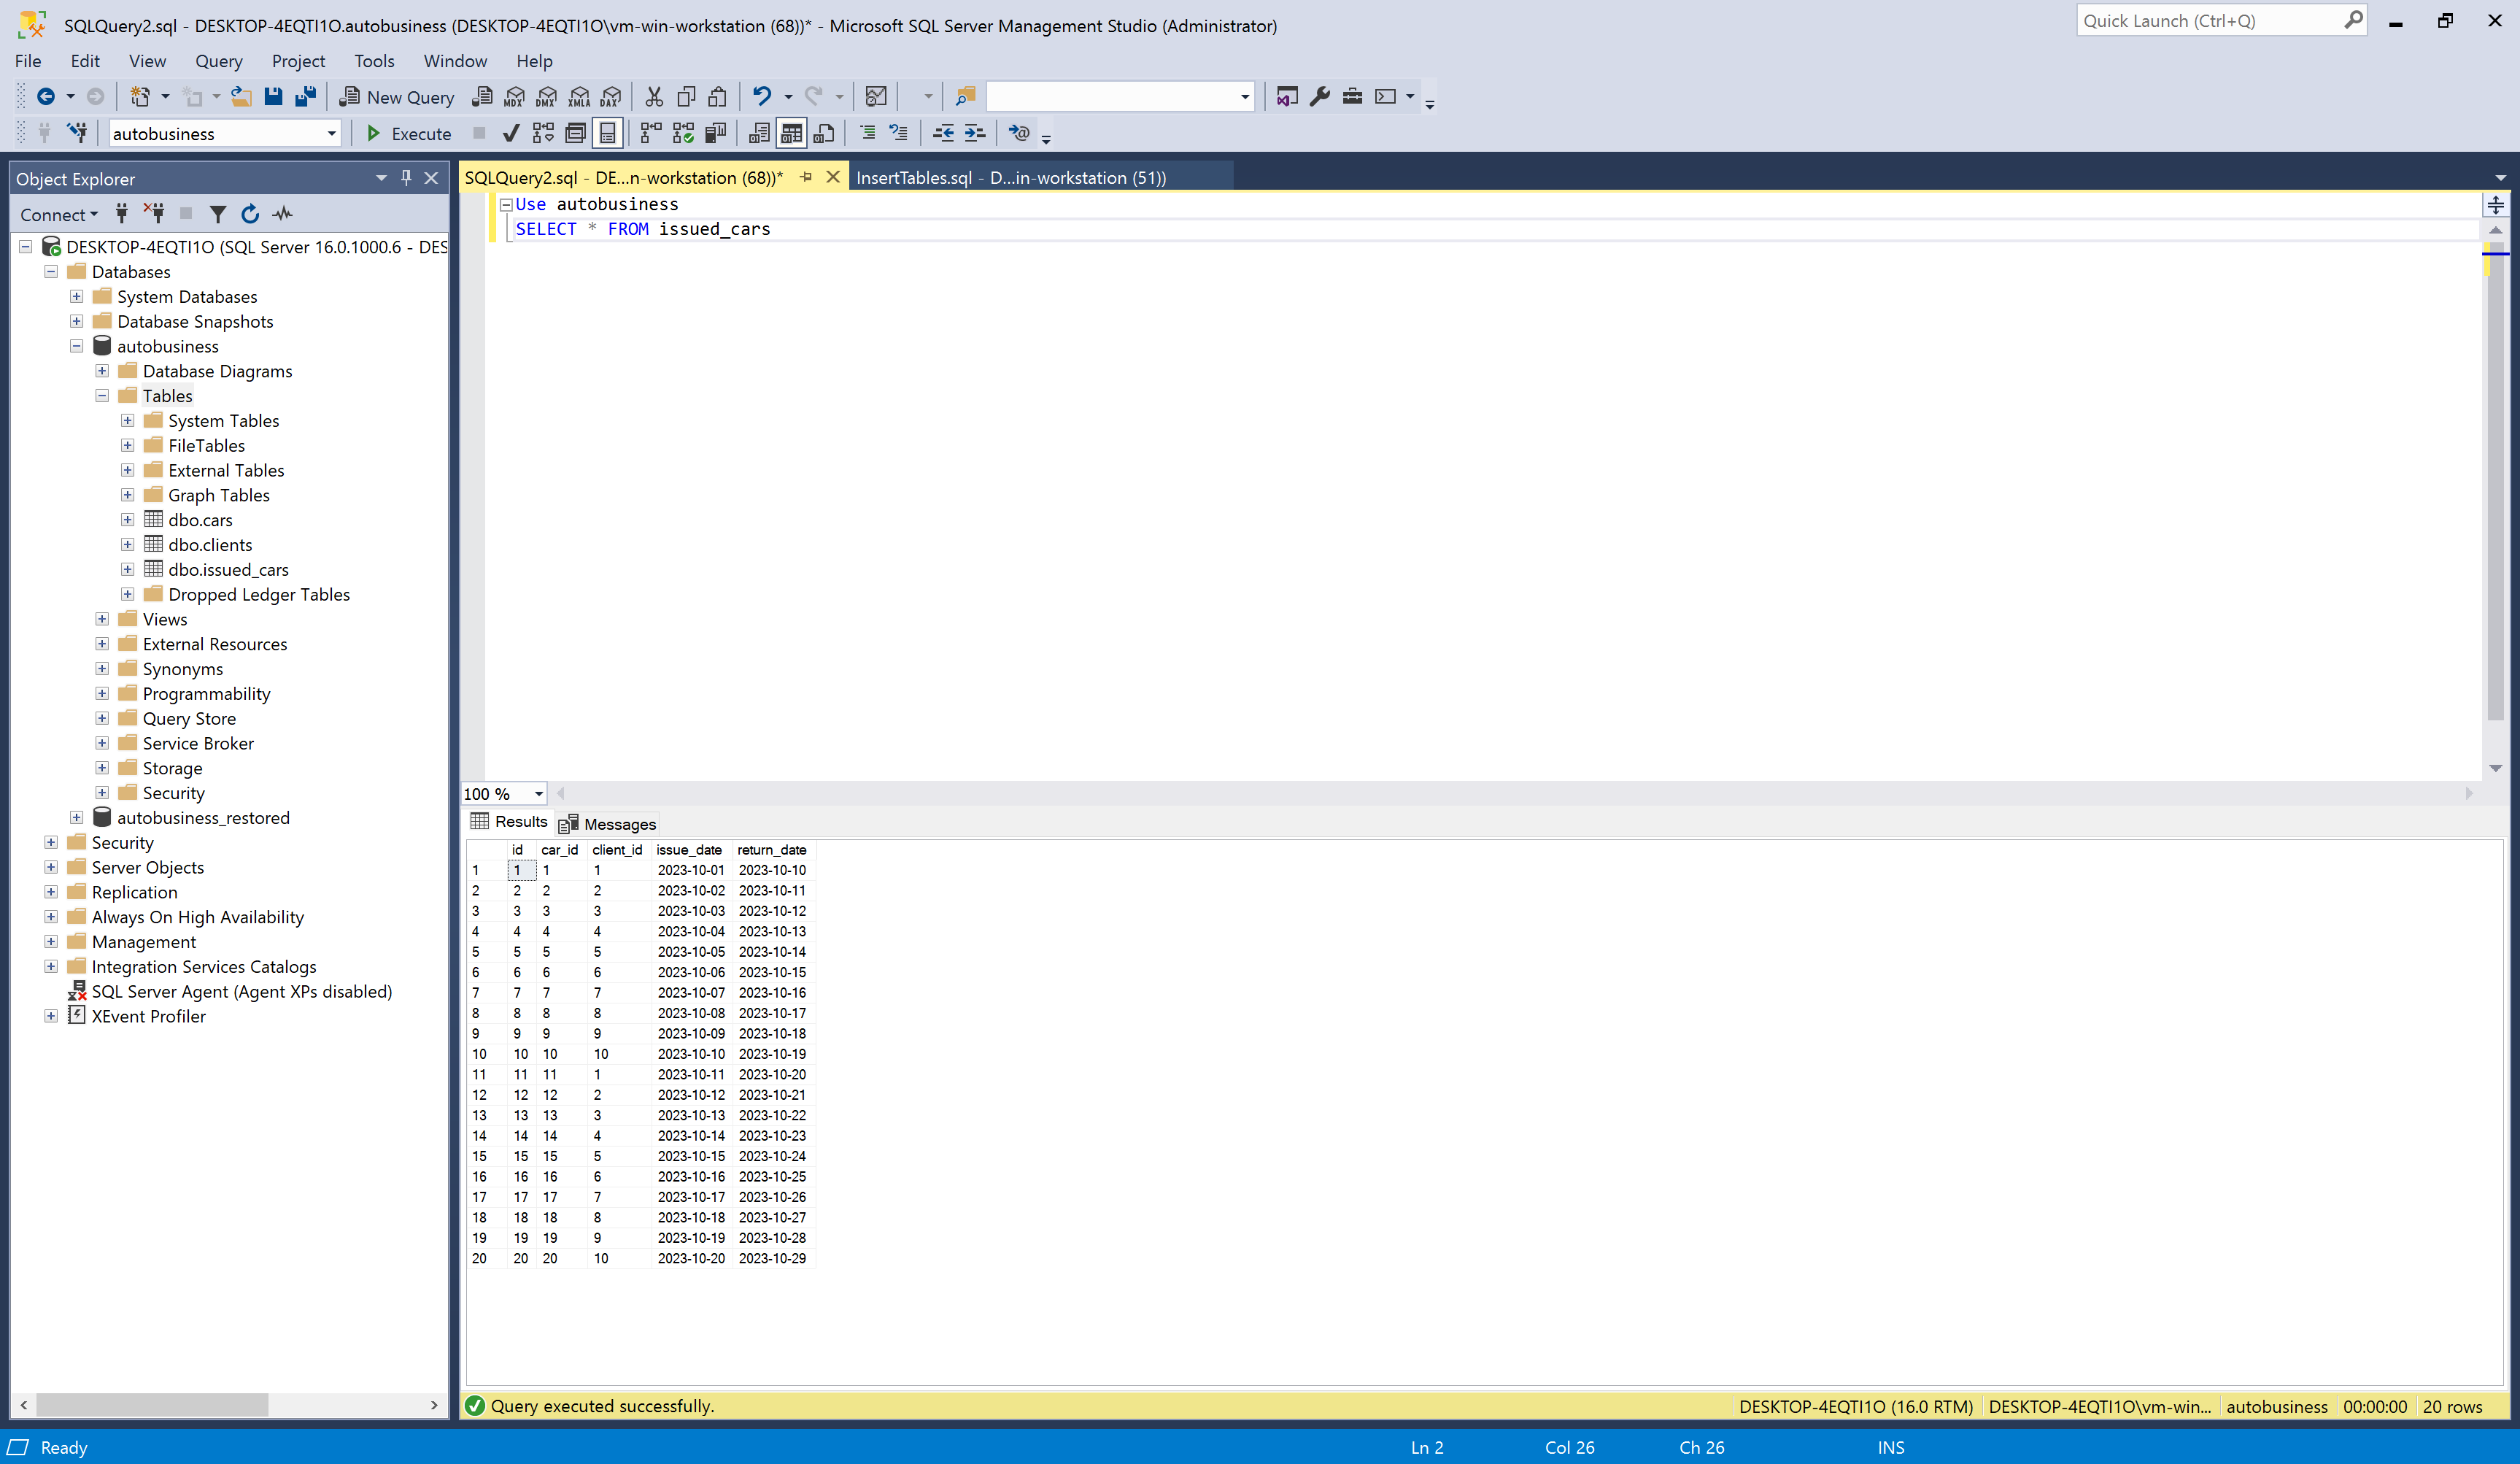 SQLQuery2.sql - DESKTOP-4EQTI1O.autobusiness (DESKTOP-4EQTI1O\vm-win-workstation (68))* - Microsoft SQL Server Management Studio (Administrator)
Quick Launch (Ctrl+Q)
File Edit View Query Project Tools Window Help
New Query MDX DMX XMLA DAX
autobusiness Execute
Object Explorer
Connect
DESKTOP-4EQTI1O (SQL Server 16.0.1000.6 - DES
Databases
System Databases
Database Snapshots
autobusiness
Database Diagrams
Tables
System Tables
FileTables
External Tables
Graph Tables
dbo.cars
dbo.clients
dbo.issued_cars
Dropped Ledger Tables
Views
External Resources
Synonyms
Programmability
Query Store
Service Broker
Storage
Security
autobusiness_restored
Security
Server Objects
Replication
Always On High Availability
Management
Integration Services Catalogs
SQL Server Agent (Agent XPs disabled)
XEvent Profiler
SQLQuery2.sql - DE...n-workstation (68))* InsertTables.sql - D...in-workstation (51))
Use autobusiness
SELECT * FROM issued_cars
100 %
Results Messages
id car_id client_id issue_date return_date
1 1 1 1 2023-10-01 2023-10-10
2 2 2 2 2023-10-02 2023-10-11
3 3 3 3 2023-10-03 2023-10-12
4 4 4 4 2023-10-04 2023-10-13
5 5 5 5 2023-10-05 2023-10-14
6 6 6 6 2023-10-06 2023-10-15
7 7 7 7 2023-10-07 2023-10-16
8 8 8 8 2023-10-08 2023-10-17
9 9 9 9 2023-10-09 2023-10-18
10 10 10 10 2023-10-10 2023-10-19
11 11 11 1 2023-10-11 2023-10-20
12 12 12 2 2023-10-12 2023-10-21
13 13 13 3 2023-10-13 2023-10-22
14 14 14 4 2023-10-14 2023-10-23
15 15 15 5 2023-10-15 2023-10-24
16 16 16 6 2023-10-16 2023-10-25
17 17 17 7 2023-10-17 2023-10-26
18 18 18 8 2023-10-18 2023-10-27
19 19 19 9 2023-10-19 2023-10-28
20 20 20 10 2023-10-20 2023-10-29
Query executed successfully. DESKTOP-4EQTI1O (16.0 RTM) DESKTOP-4EQTI1O\vm-win... autobusiness 00:00:00 20 rows
Ready Ln 2 Col 26 Ch 26 INS